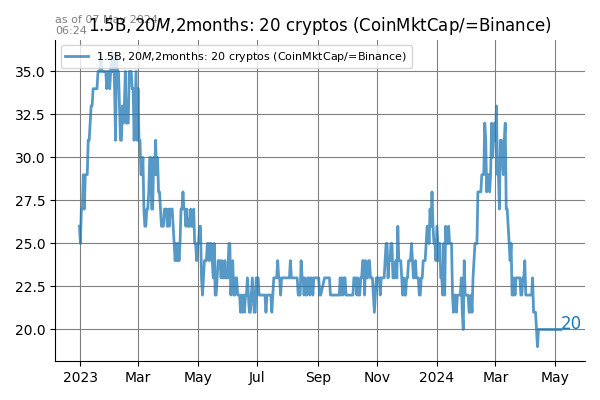 as of 07 May 2024
06:24
1.5B, 20M,2months: 20 cryptos (CoinMktCap/=Binance)
1.5B, 20M,2months: 20 cryptos (CoinMktCap/=Binance)
35.0
32.5
30.0
27.5
25.0
22.5
20.0
20
2023 Mar May Jul Sep Nov 2024 Mar May